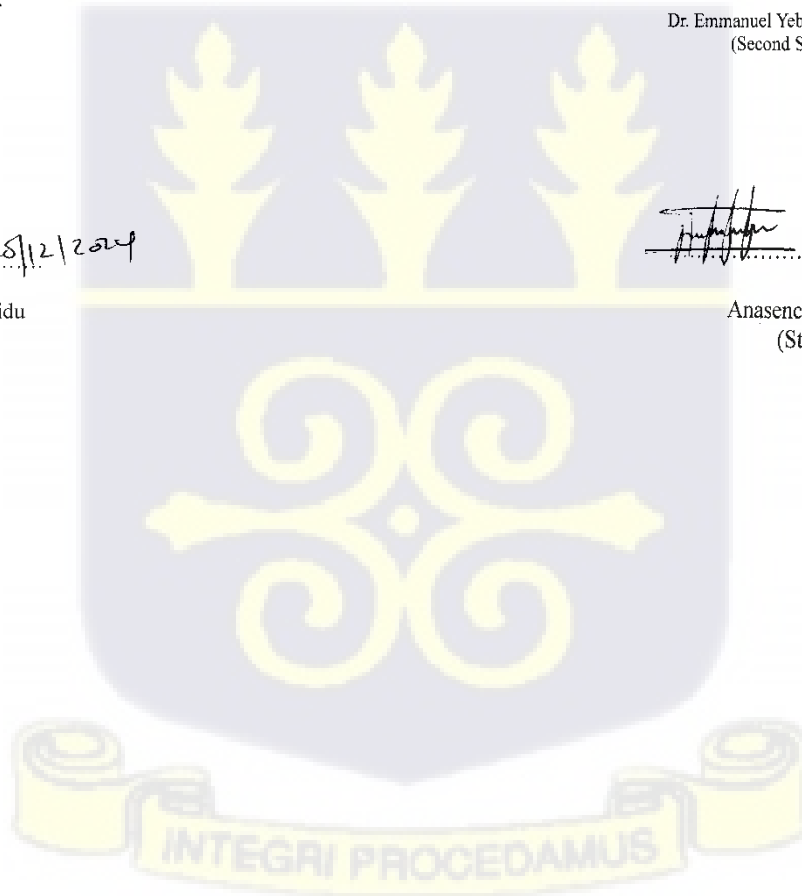 Dr. Emmanuel Yeb
(Second S
5/12/2024
idu
Anasenc
(St
INTEGRI PROCEDAMUS